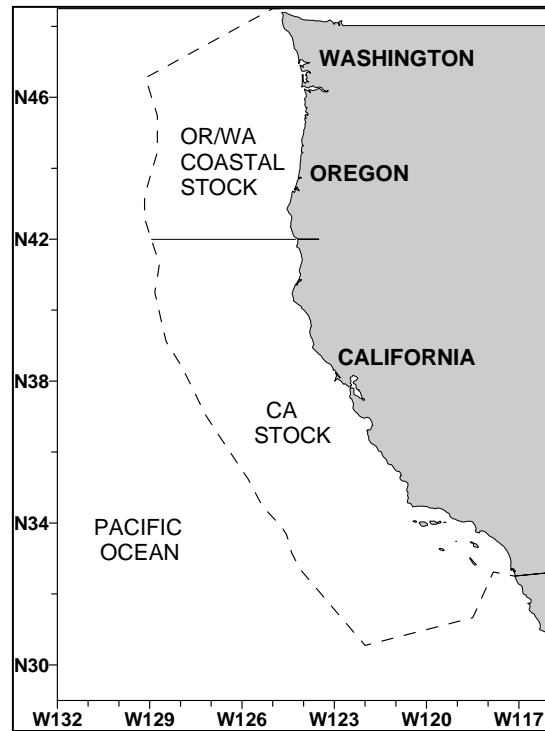 WASHINGTON
N46
OR/WA
COASTAL
STOCK
OREGON
N42
CALIFORNIA
N38
CA
STOCK
N34
PACIFIC
OCEAN
N30
W132 W129 W126 W123 W120 W117